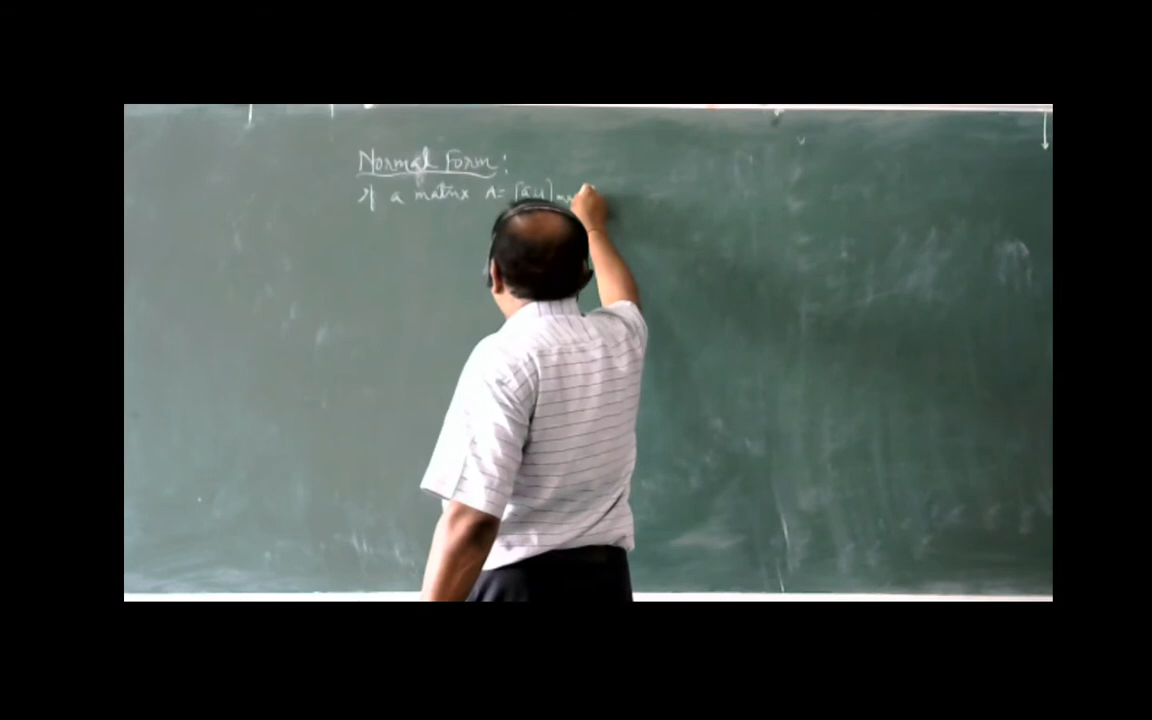 Normal Form:
If a matrix A = [aij]m×